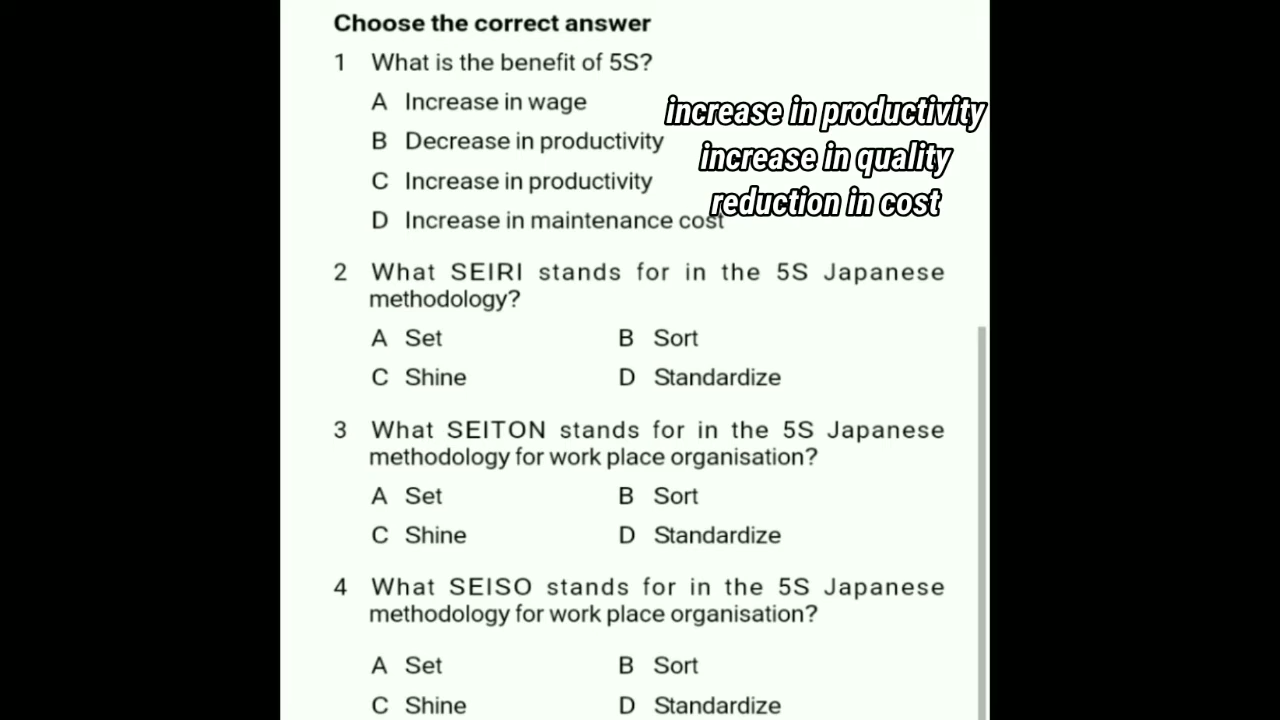 Choose the correct answer
1 What is the benefit of 5S?
A Increase in wage
B Decrease in productivity
C Increase in productivity
D Increase in maintenance cost
increase in productivity
increase in quality
reduction in cost
2 What SEIRI stands for in the 5S Japanese
methodology?
A Set B Sort
C Shine D Standardize
3 What SEITON stands for in the 5S Japanese
methodology for work place organisation?
A Set B Sort
C Shine D Standardize
4 What SEISO stands for in the 5S Japanese
methodology for work place organisation?
A Set B Sort
C Shine D Standardize